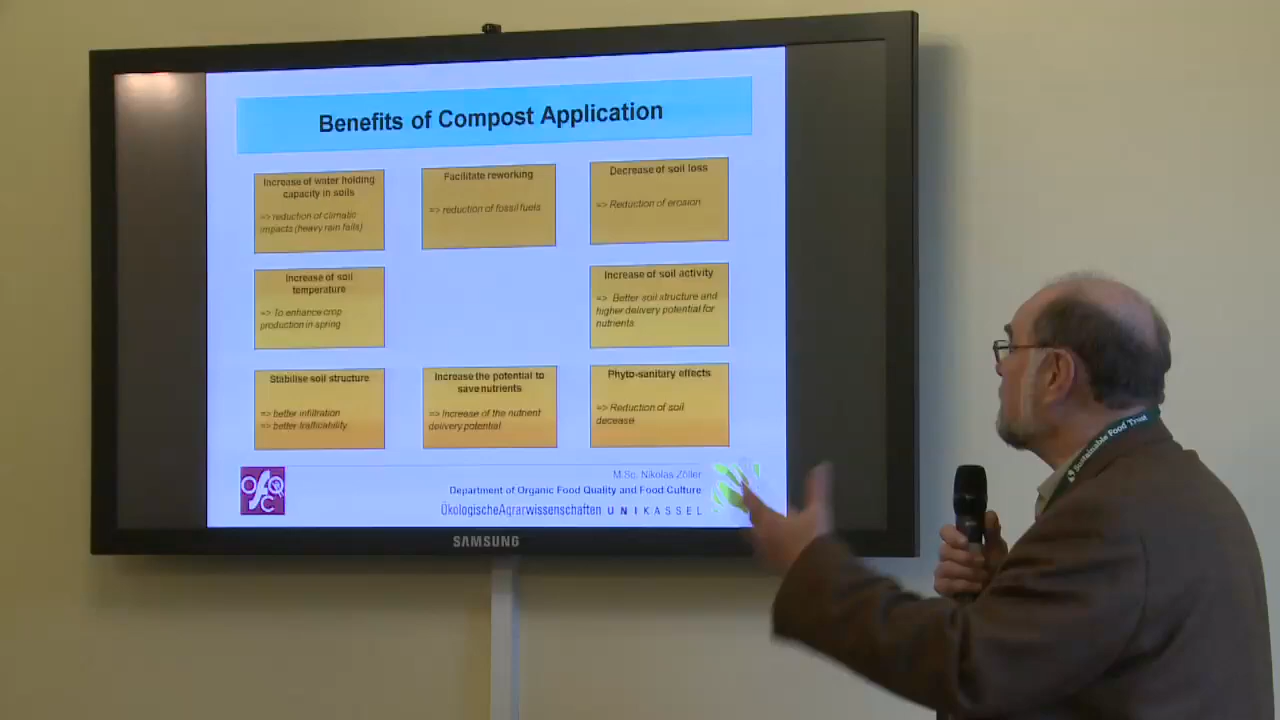 Benefits of Compost Application
Increase of water holding
capacity in soils
=> reduction of climatic
impacts (heavy rain falls)
Facilitate reworking
=> reduction of fossil fuels
Decrease of soil loss
=> Reduction of erosion
Increase of soil
temperature
=> To enhance crop
production in spring
Increase of soil activity
=> Better soil structure and
higher delivery potential for
nutrients
Stabilise soil structure
=> better infiltration
=> better trafficability
Increase the potential to
save nutrients
=> Increase of the nutrient
delivery potential
Phyto-sanitary effects
=> Reduction of soil
decease
M.Sc. Nikolas Zöller
Department of Organic Food Quality and Food Culture
ÖkologischeAgrarwissenschaften UNIKASSEL
SAMSUNG
Sustainable Food Trust